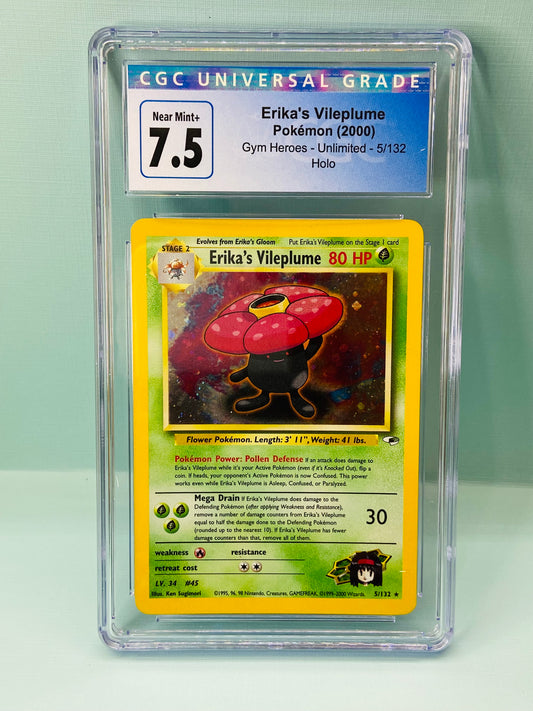 CGC UNIVERSAL GRADE
Near Mint+
7.5
Erika's Vileplume
Pokémon (2000)
Gym Heroes - Unlimited - 5/132
Holo
STAGE 2
Evolves from Erika's Gloom
Put Erika's Vileplume on the Stage 1 card
Erika's Vileplume 80 HP
Flower Pokémon. Length: 3' 11", Weight: 41 lbs.
Pokémon Power: Pollen Defense If an attack does damage to
Erika's Vileplume while it's your Active Pokémon (even if it's Knocked Out), flip a
coin. If heads, your opponent's Active Pokémon is now Confused. This
power works even while Erika's Vileplume is Asleep, Confused, or Paralyzed.
Mega Drain If Erika's Vileplume does damage to the
Defending Pokémon (after applying Weakness and Resistance),
remove a number of damage counters from Erika's Vileplume
equal to half the damage done to the Defending Pokémon
(rounded up to the nearest 10). If Erika's Vileplume has fewer
damage counters than that, remove all of them.
30
weakness
resistance
retreat cost
LV. 34 #45
Illus. Ken Sugimori
©1995, 96, 98 Nintendo, Creatures, GAMEFREAK. ©1999-2000 Wizards.
5/132 ★